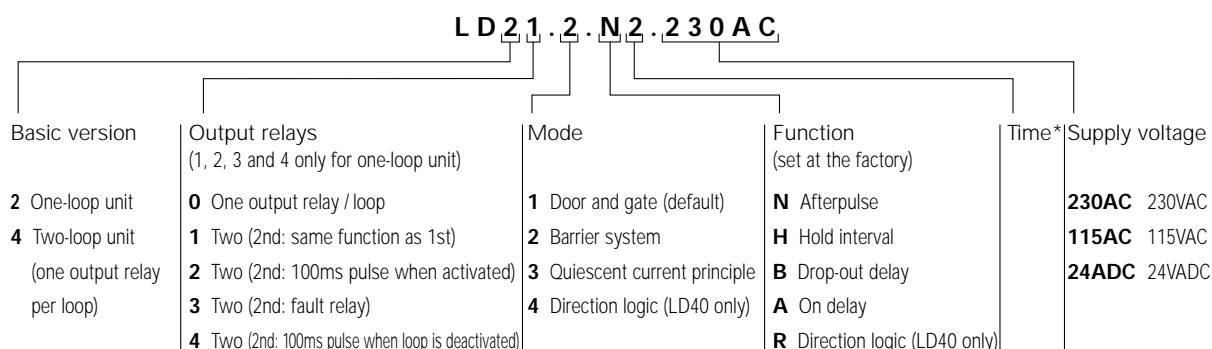 LD21.2.N2.230AC
Basic version
Output relays
(1, 2, 3 and 4 only for one-loop unit)
Mode
Function
(set at the factory)
Time*
Supply voltage
2 One-loop unit
4 Two-loop unit
(one output relay
per loop)
0 One output relay / loop
1 Two (2nd: same function as 1st)
2 Two (2nd: 100ms pulse when activated)
3 Two (2nd: fault relay)
4 Two (2nd: 100ms pulse when loop is deactivated)
1 Door and gate (default)
2 Barrier system
3 Quiescent current principle
4 Direction logic (LD40 only)
N Afterpulse
H Hold interval
B Drop-out delay
A On delay
R Direction logic (LD40 only)
230AC 230VAC
115AC 115VAC
24ADC 24VADC